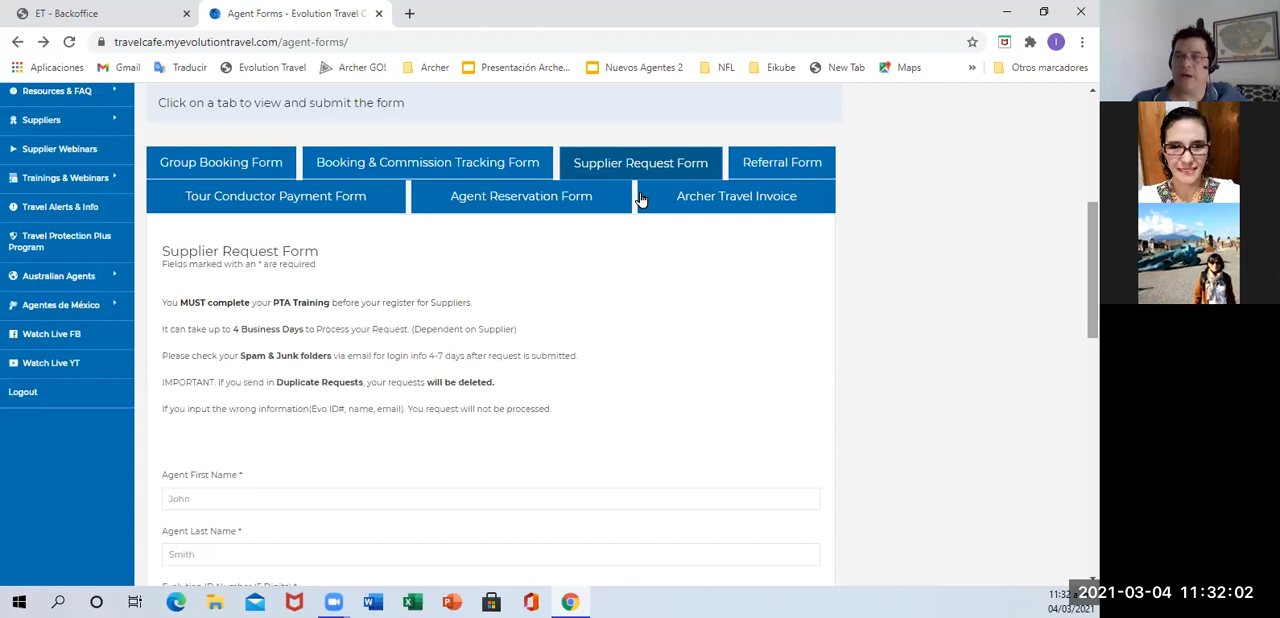 ET - Backoffice
Agent Forms - Evolution Travel C
travelcafe.myevolutiontravel.com/agent-forms/
I
Aplicaciones
Gmail
Traducir
Evolution Travel
Archer GO!
Archer
Presentación Arche...
Nuevos Agentes 2
NFL
Eikube
New Tab
Maps
»
Otros marcadores
Resources & FAQ
Suppliers
Supplier Webinars
Trainings & Webinars
Travel Alerts & Info
Travel Protection Plus
Program
Australian Agents
Agentes de México
Watch Live FB
Watch Live YT
Logout
Click on a tab to view and submit the form
Group Booking Form
Booking & Commission Tracking Form
Supplier Request Form
Referral Form
Tour Conductor Payment Form
Agent Reservation Form
Archer Travel Invoice
Supplier Request Form
Fields marked with an * are required
You MUST complete your PTA Training before your register for Suppliers.
It can take up to 4 Business Days to Process your Request. (Dependent on Supplier)
Please check your Spam & Junk folders via email for login info 4-7 days after request is submitted.
IMPORTANT: If you send in Duplicate Requests, your requests will be deleted.
If you input the wrong information(Evo ID#, name, email). You request will not be processed.
Agent First Name *
John
Agent Last Name *
Smith
Evolution ID Number (5 Digits) *
11:32 a
04/03/2021
2021-03-04 11:32:02